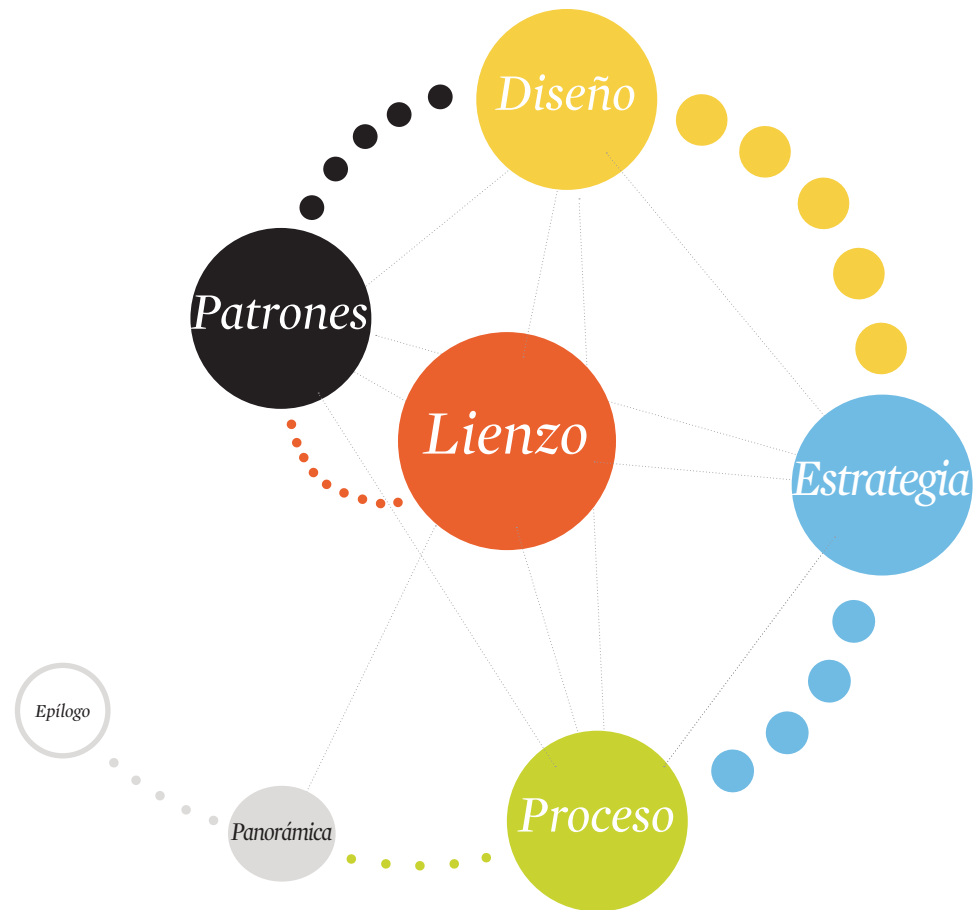 Diseño
Patrones
Lienzo
Estrategia
Epílogo
Panorámica
Proceso